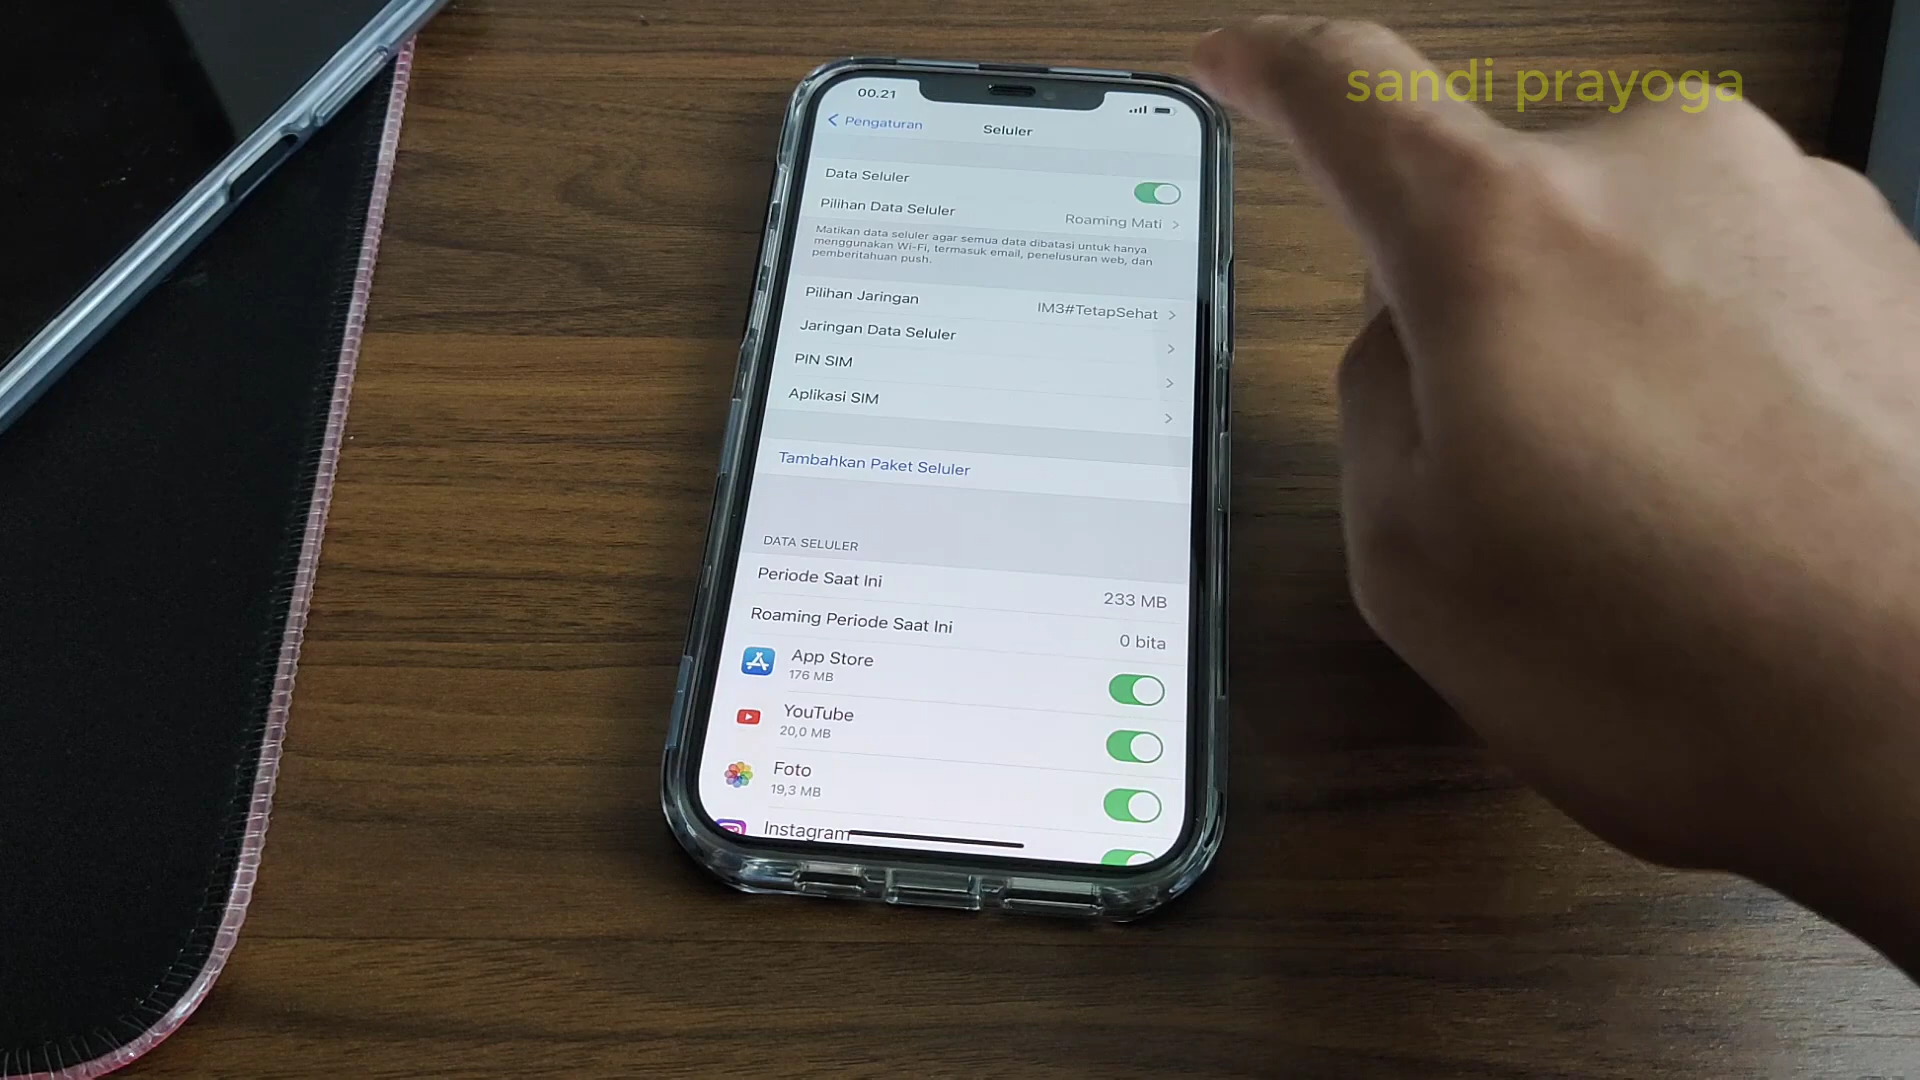 sandi prayoga
00.21
Pengaturan
Seluler
Data Seluler
Pilihan Data Seluler
Roaming Mati
Matikan data seluler agar semua data dibatasi untuk hanya
menggunakan Wi-Fi, termasuk email, penelusuran web, dan
pemberitahuan push.
Pilihan Jaringan
IM3#TetapSehat
Jaringan Data Seluler
PIN SIM
Aplikasi SIM
Tambahkan Paket Seluler
DATA SELULER
Periode Saat Ini
233 MB
Roaming Periode Saat Ini
0 bita
App Store
176 MB
YouTube
20,0 MB
Foto
19,3 MB
Instagram